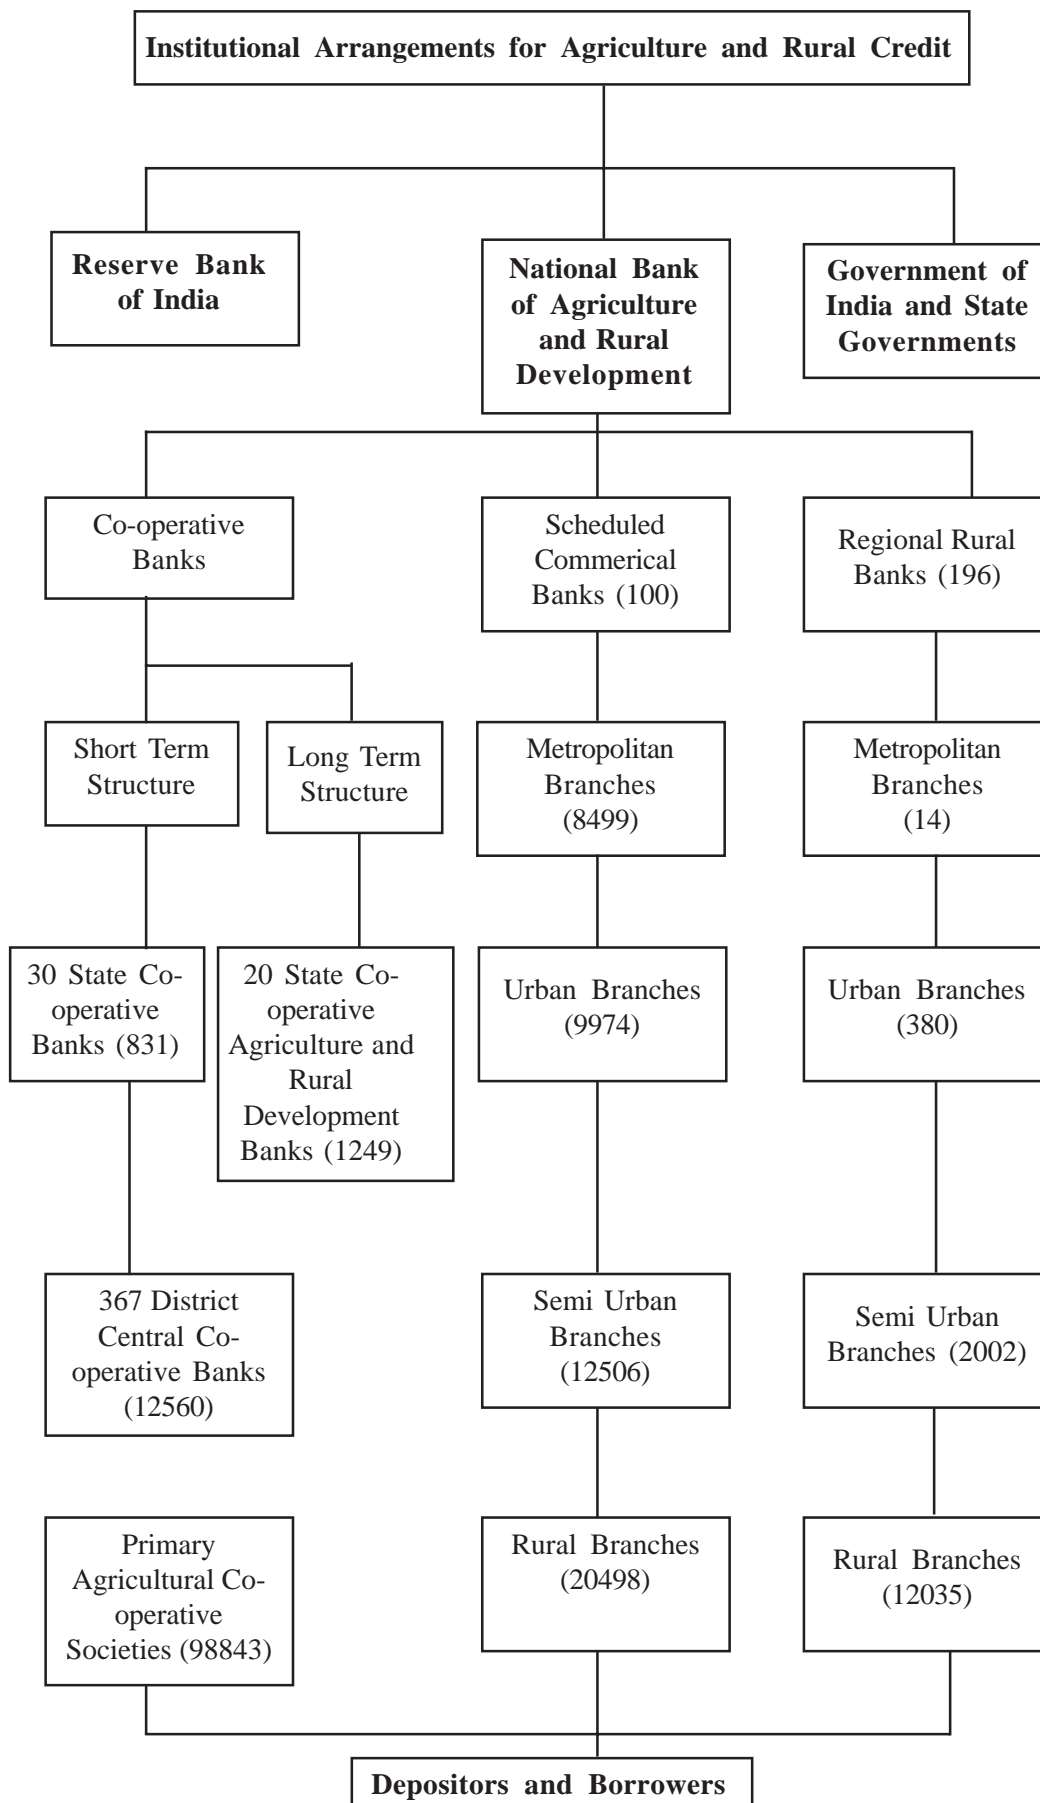 Institutional Arrangements for Agriculture and Rural Credit
Reserve Bank
of India
National Bank
of Agriculture
and Rural
Development
Government of
India and State
Governments
Co-operative
Banks
Scheduled
Commerical
Banks (100)
Regional Rural
Banks (196)
Short Term
Structure
Long Term
Structure
Metropolitan
Branches
(8499)
Metropolitan
Branches
(14)
30 State Co-
operative
Banks (831)
20 State Co-
operative
Agriculture and
Rural
Development
Banks (1249)
Urban Branches
(9974)
Urban Branches
(380)
367 District
Central Co-
operative Banks
(12560)
Semi Urban
Branches
(12506)
Semi Urban
Branches (2002)
Primary
Agricultural Co-
operative
Societies (98843)
Rural Branches
(20498)
Rural Branches
(12035)
Depositors and Borrowers